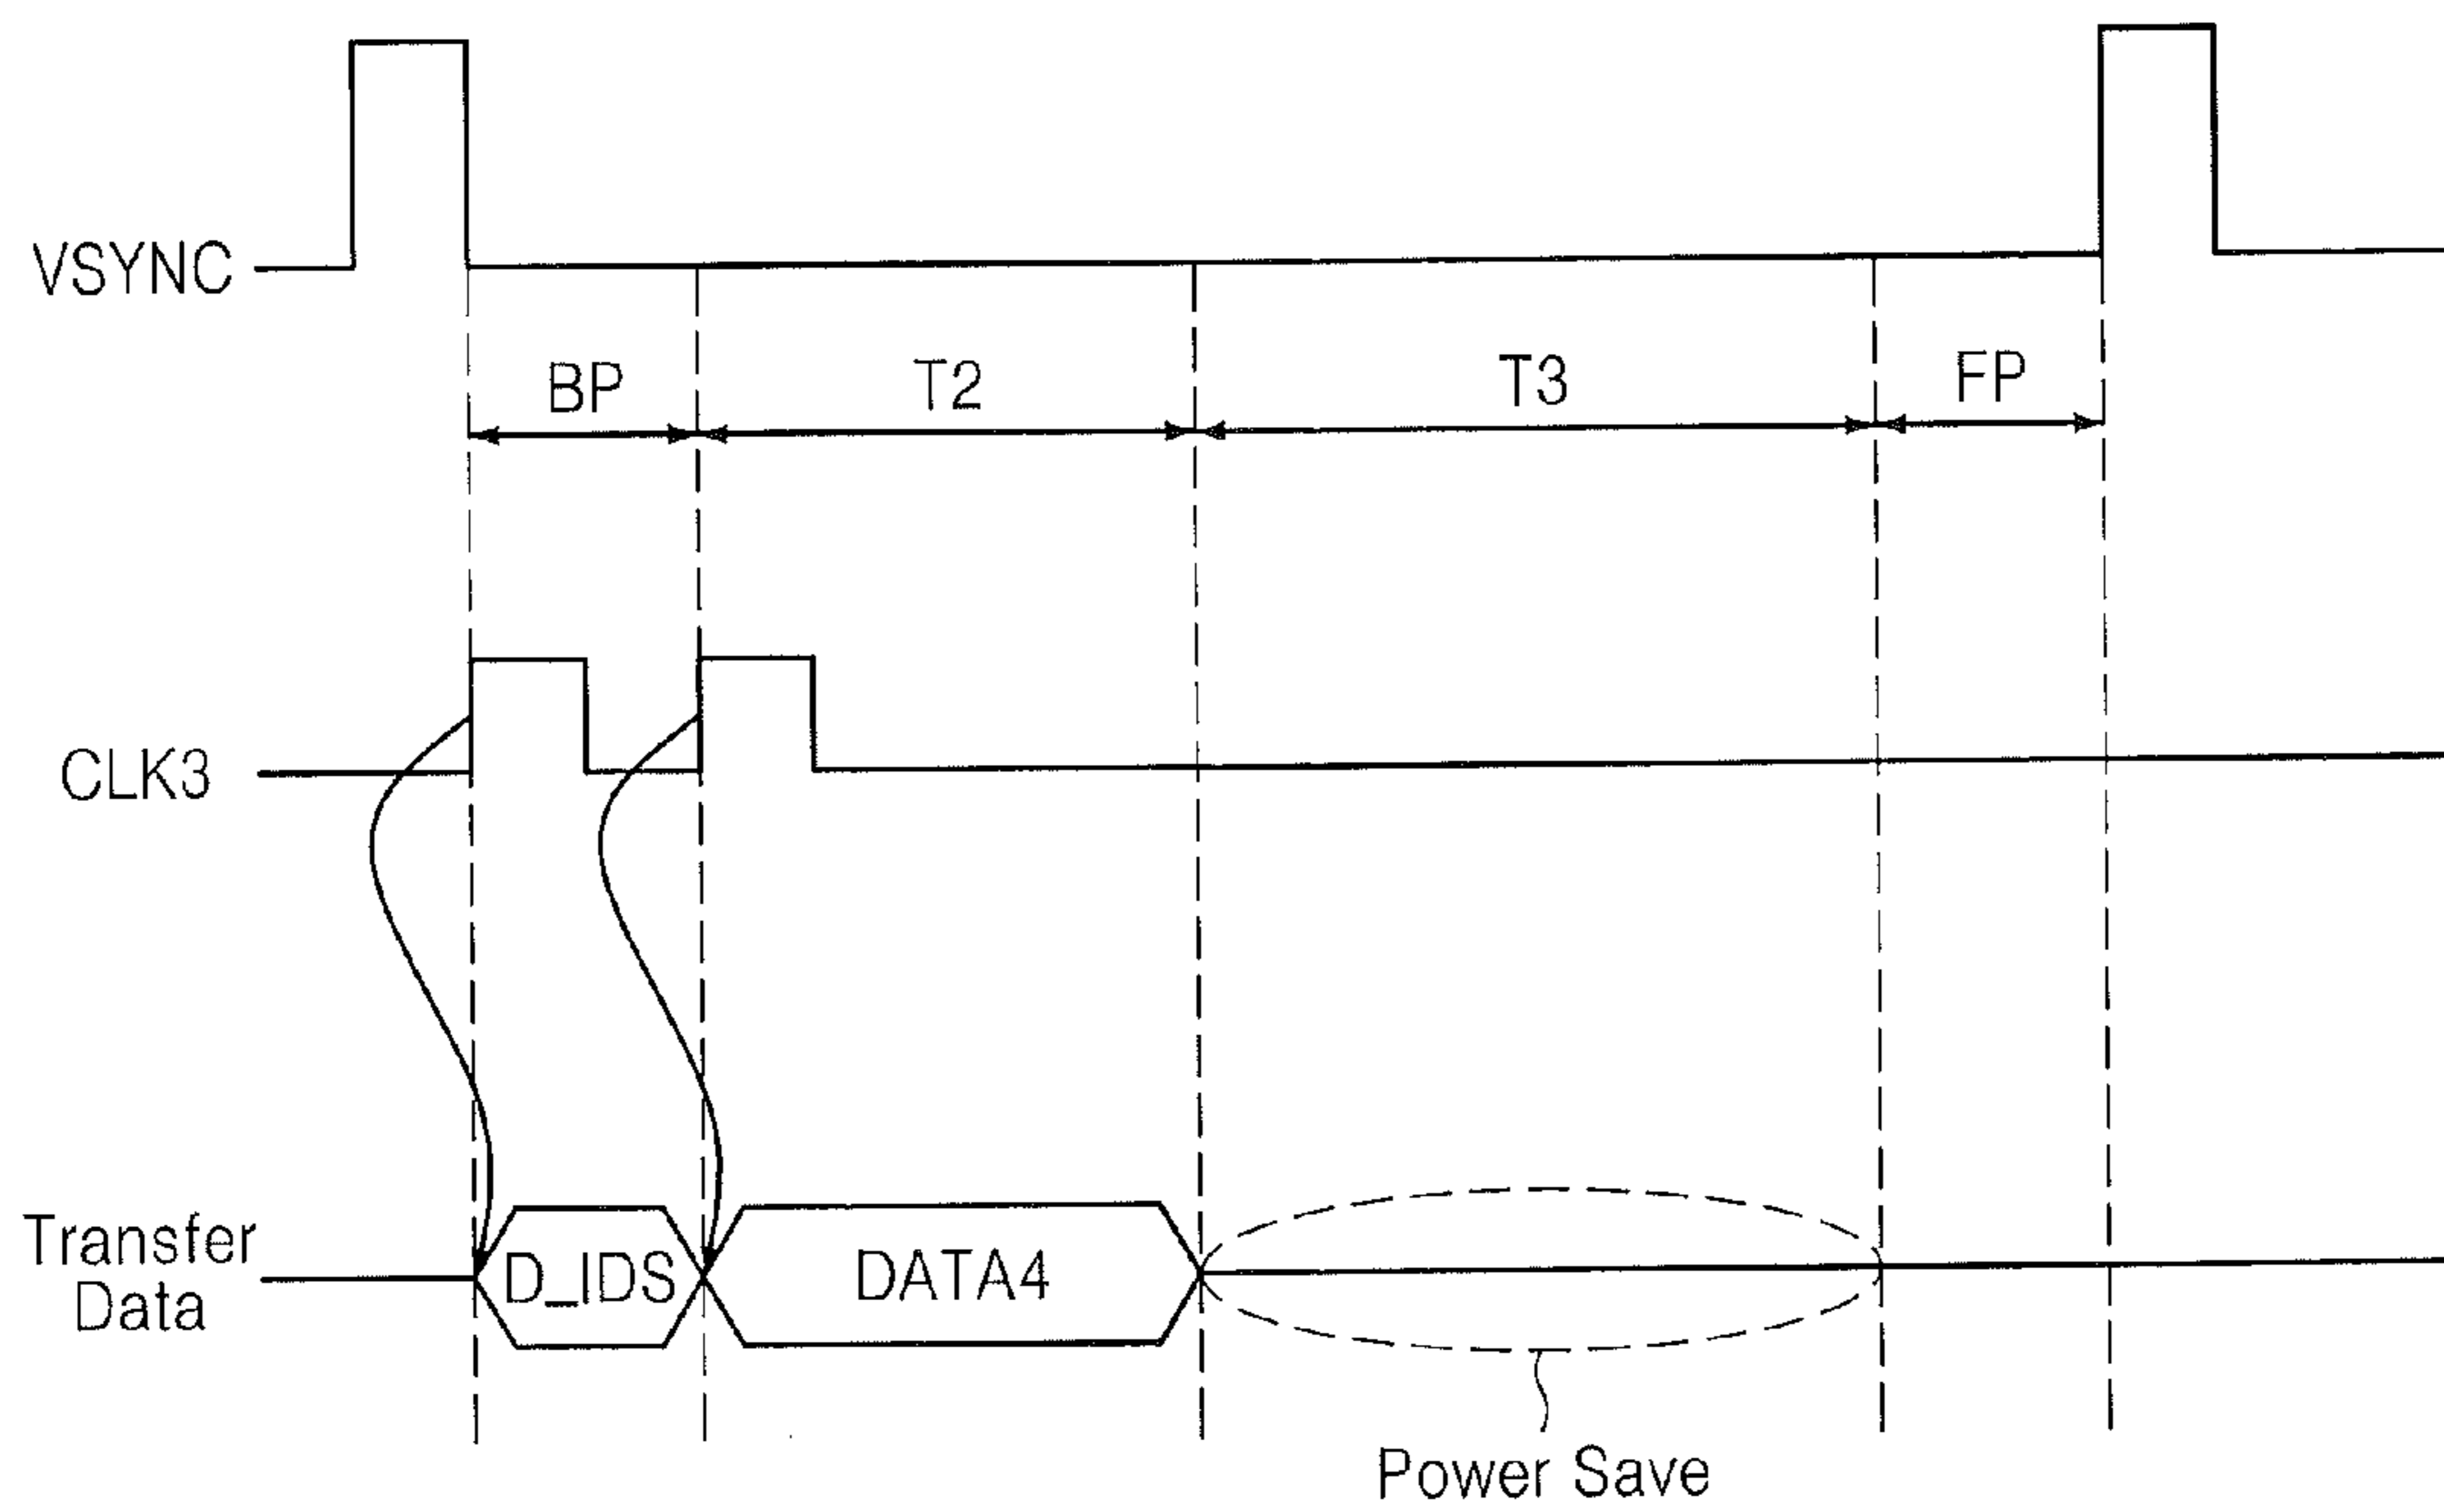 VSYNC
BP
T2
T3
FP
CLK3
Transfer
Data
D_IDS
DATA4
Power Save